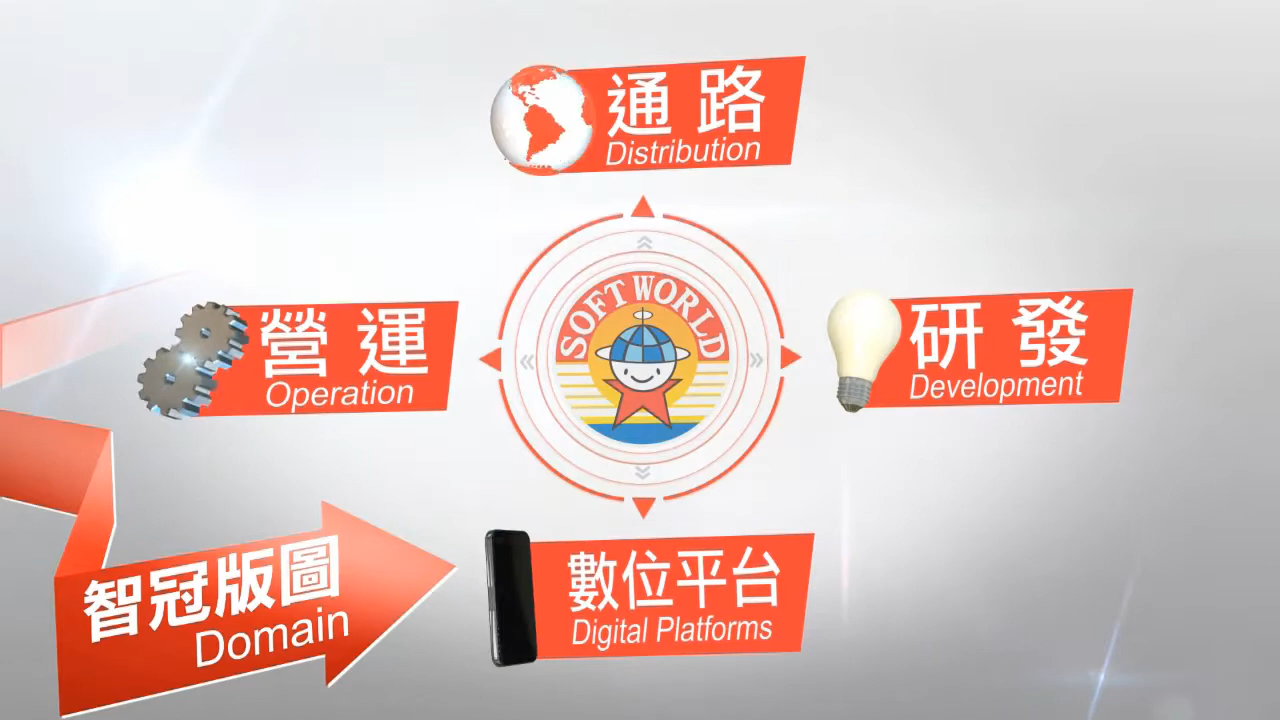 通路
Distribution
SOFT WORLD
營運
Operation
研發
Development
智冠版圖
Domain
數位平台
Digital Platforms